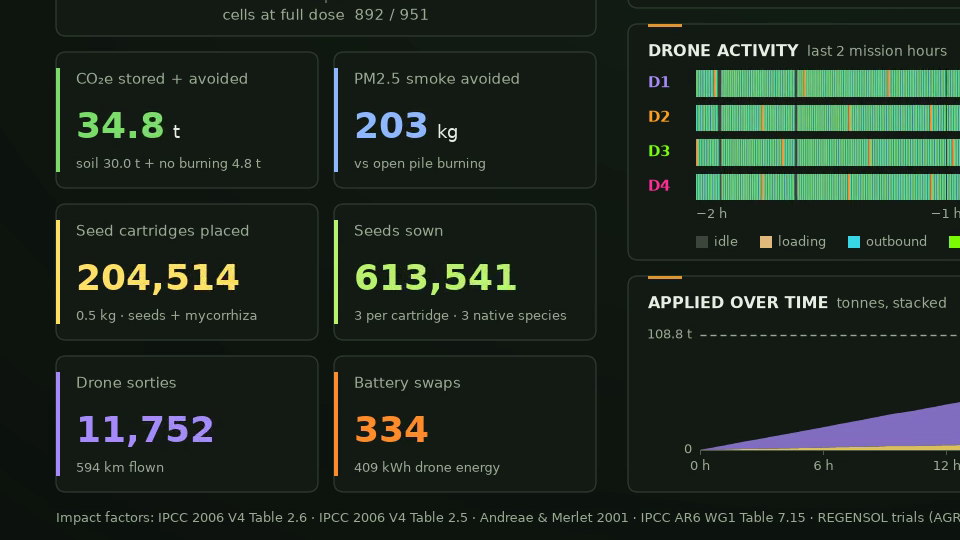 cells at full dose 892 / 951
CO₂e stored + avoided
34.8 t
soil 30.0 t + no burning 4.8 t
PM2.5 smoke avoided
203 kg
vs open pile burning
Seed cartridges placed
204,514
0.5 kg · seeds + mycorrhiza
Seeds sown
613,541
3 per cartridge · 3 native species
Drone sorties
11,752
594 km flown
Battery swaps
334
409 kWh drone energy
DRONE ACTIVITY last 2 mission hours
D1
D2
D3
D4
−2 h −1 h
idle loading outbound
APPLIED OVER TIME tonnes, stacked
108.8 t
0
0 h 6 h 12 h
Impact factors: IPCC 2006 V4 Table 2.6 · IPCC 2006 V4 Table 2.5 · Andreae & Merlet 2001 · IPCC AR6 WG1 Table 7.15 · REGENSOL trials (AGR